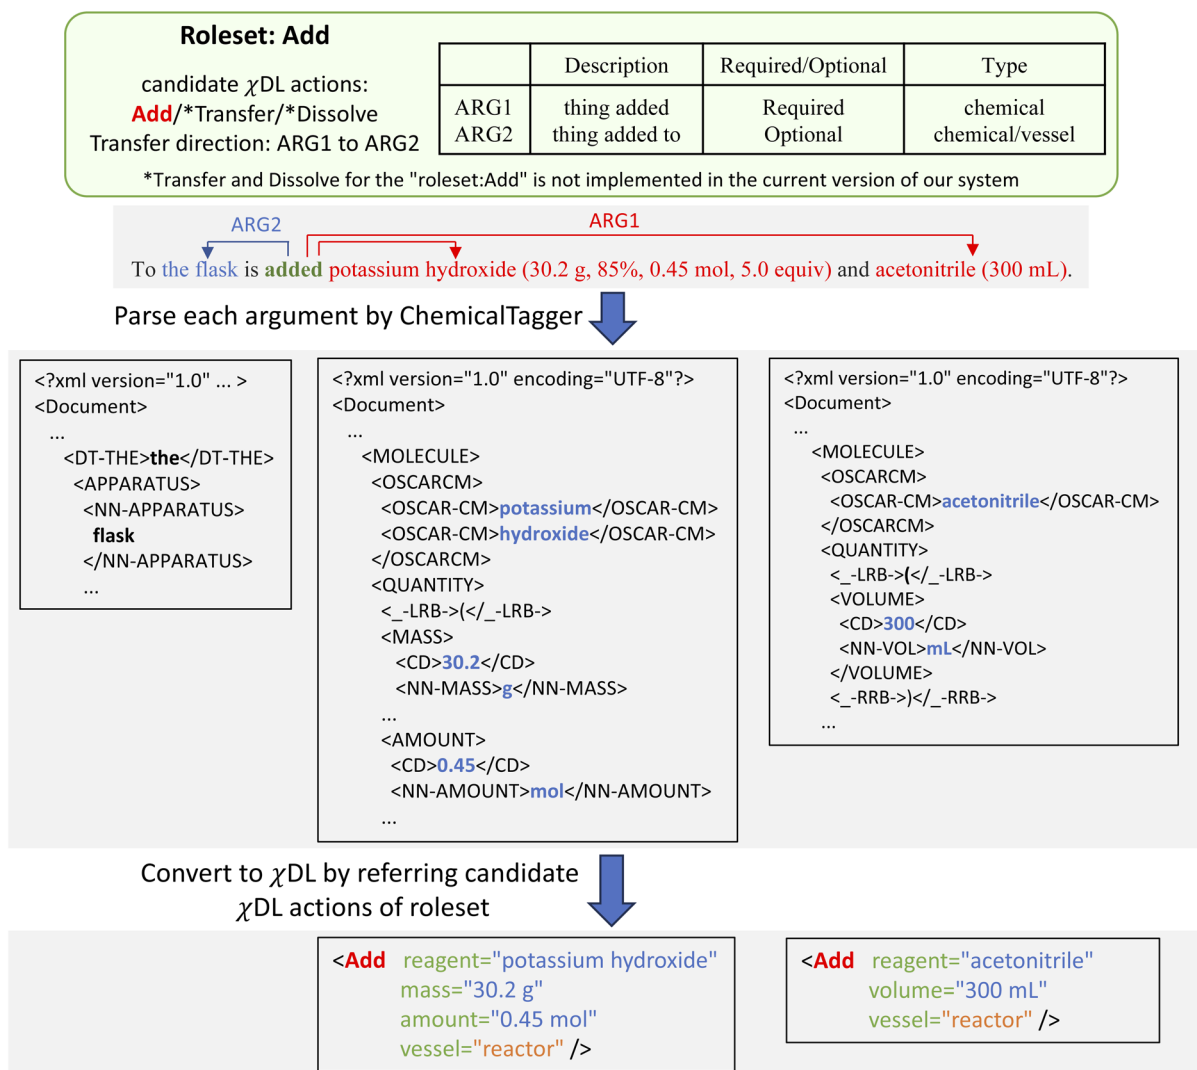 Roleset: Add
candidate χDL actions:
Add/*Transfer/*Dissolve
Transfer direction: ARG1 to ARG2
Description Required/Optional Type
ARG1 thing added Required chemical
ARG2 thing added to Optional chemical/vessel
*Transfer and Dissolve for the "roleset:Add" is not implemented in the current version of our system
ARG2 ARG1
To the flask is added potassium hydroxide (30.2 g, 85%, 0.45 mol, 5.0 equiv) and acetonitrile (300 mL).
Parse each argument by ChemicalTagger
<?xml version="1.0" ... >
<Document>
...
<DT-THE>the</DT-THE>
<APPARATUS>
<NN-APPARATUS>
flask
</NN-APPARATUS>
...
<?xml version="1.0" encoding="UTF-8"?>
<Document>
...
<MOLECULE>
<OSCARCM>
<OSCAR-CM>potassium</OSCAR-CM>
<OSCAR-CM>hydroxide</OSCAR-CM>
</OSCARCM>
<QUANTITY>
<_-LRB->(</_-LRB->
<MASS>
<CD>30.2</CD>
<NN-MASS>g</NN-MASS>
...
<AMOUNT>
<CD>0.45</CD>
<NN-AMOUNT>mol</NN-AMOUNT>
...
<?xml version="1.0" encoding="UTF-8"?>
<Document>
...
<MOLECULE>
<OSCARCM>
<OSCAR-CM>acetonitrile</OSCAR-CM>
</OSCARCM>
<QUANTITY>
<_-LRB->(</_-LRB->
<VOLUME>
<CD>300</CD>
<NN-VOL>mL</NN-VOL>
</VOLUME>
<_-RRB->)</_-RRB->
...
Convert to χDL by referring candidate
χDL actions of roleset
<Add reagent="potassium hydroxide"
mass="30.2 g"
amount="0.45 mol"
vessel="reactor" />
<Add reagent="acetonitrile"
volume="300 mL"
vessel="reactor" />